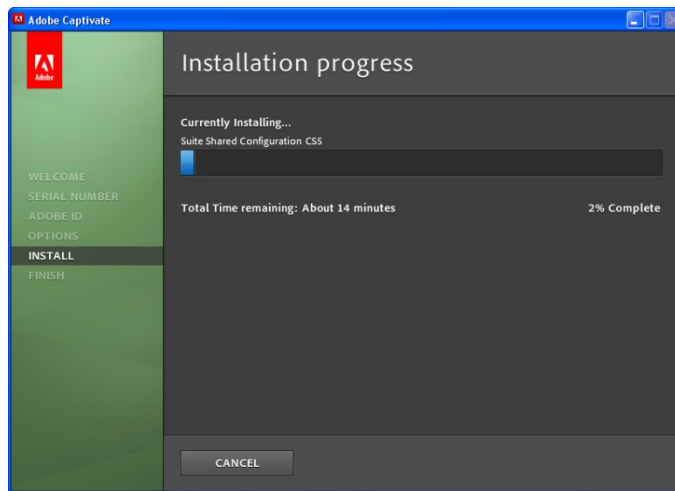 Adobe Captivate
Adobe
Installation progress
Currently Installing...
Suite Shared Configuration CS5
Total Time remaining: About 14 minutes
2% Complete
WELCOME
SERIAL NUMBER
ADOBE ID
OPTIONS
INSTALL
FINISH
CANCEL